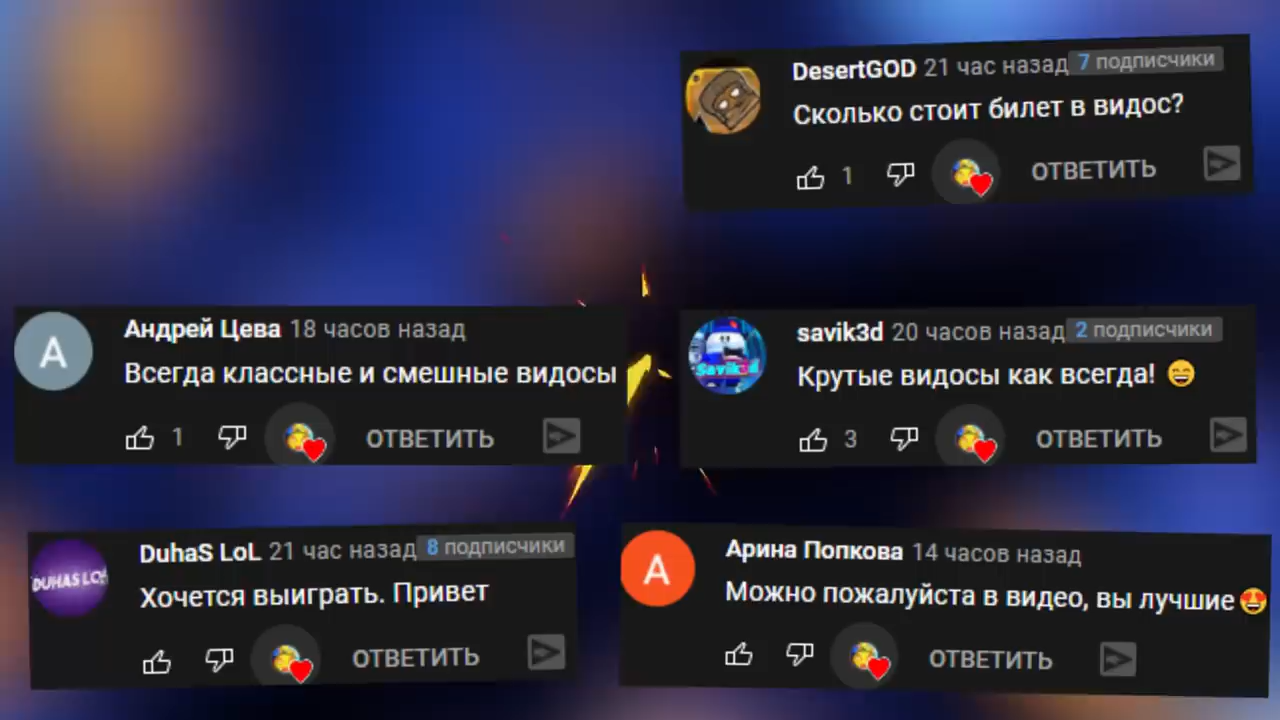 DesertGOD 21 час назад 7 подписчики
Сколько стоит билет в видос?
1 ОТВЕТИТЬ
А
Андрей Цева 18 часов назад
Всегда классные и смешные видосы
1 ОТВЕТИТЬ
Savik3d
savik3d 20 часов назад 2 подписчики
Крутые видосы как всегда! 😄
3 ОТВЕТИТЬ
DUHAS LOL
DuhaS LoL 21 час назад 8 подписчики
Хочется выиграть. Привет
ОТВЕТИТЬ
А
Арина Попкова 14 часов назад
Можно пожалуйста в видео, вы лучшие😍
ОТВЕТИТЬ